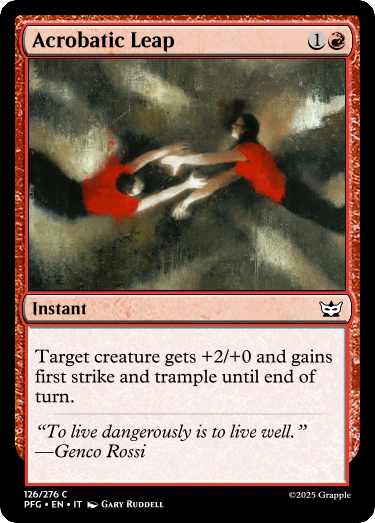 Acrobatic Leap 1
Instant
Target creature gets +2/+0 and gains
first strike and trample until end of
turn.
“To live dangerously is to live well.”
—Genco Rossi
126/276 C
PFG • EN • IT Gary Ruddell
©2025 Grapple